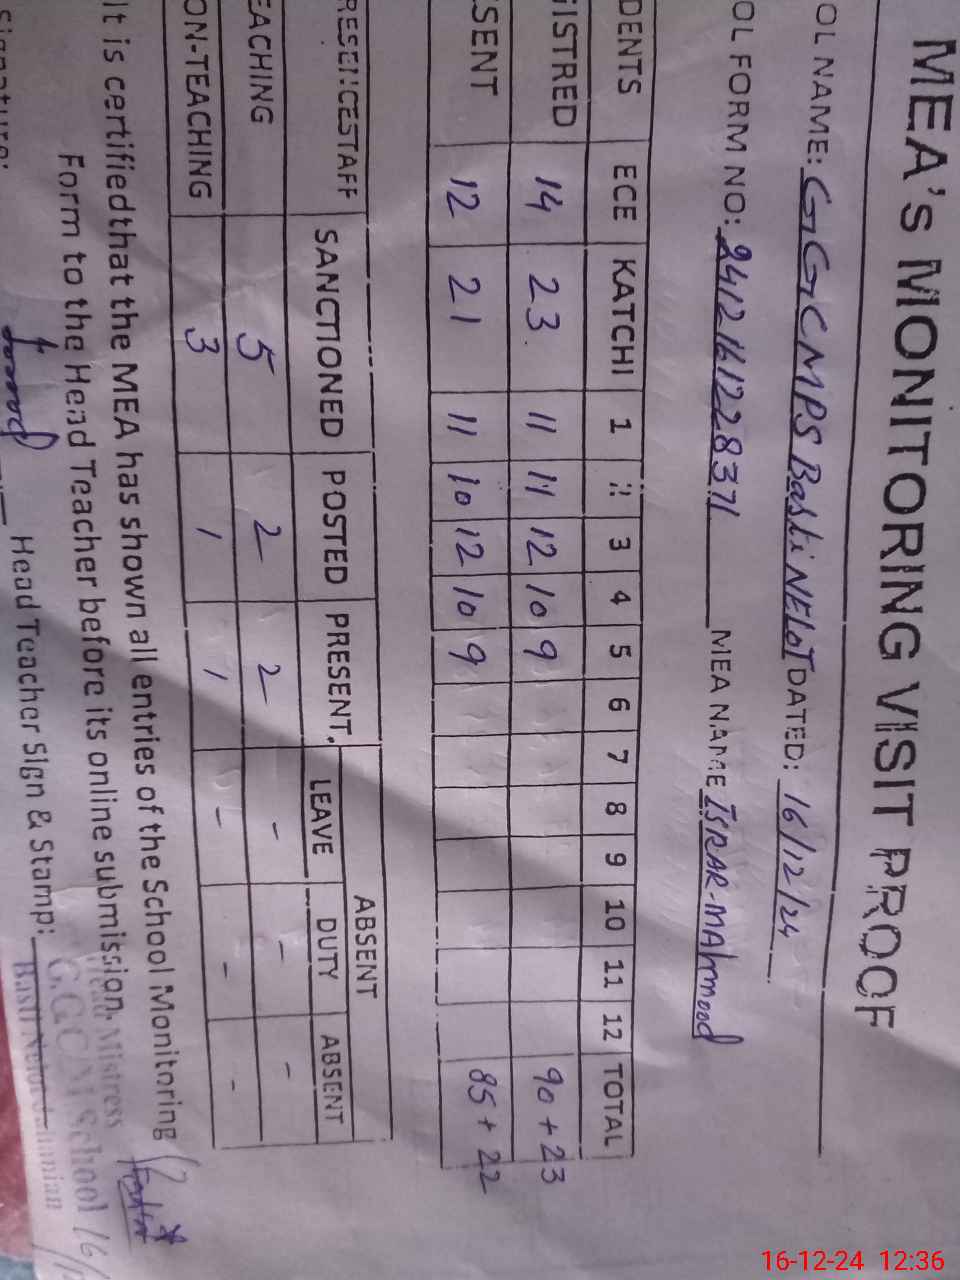 MEA's MONITORING VISIT PROOF
OL NAME: GGCMPS Basti NELOT DATED: 16/12/24
OL FORM NO: 2412161228371 MEA NAME ISRAR-MAhmood
DENTS ECE KATCHI 1 2 3 4 5 6 7 8 9 10 11 12 TOTAL
GISTRED 14 23 11 11 12 10 9 90 + 23
SENT 12 21 11 10 12 10 9 85 + 22
RESENCESTAFF SANCTIONED POSTED PRESENT ABSENT
LEAVE DUTY ABSENT
EACHING 5 2 2 - - -
ON-TEACHING 3 1 1 - - -
It is certified that the MEA has shown all entries of the School Monitoring
Form to the Head Teacher before its online submission.
Signature: Head Teacher Sign & Stamp:
Head Mistress
G.GC/M School
Basti
16/
16-12-24 12:36